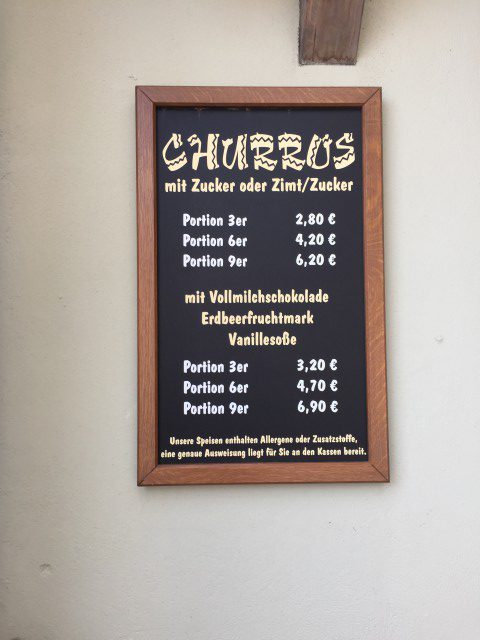 CHURROS
mit Zucker oder Zimt/Zucker
Portion 3er 2,80 €
Portion 6er 4,20 €
Portion 9er 6,20 €
mit Vollmilchschokolade
Erdbeerfruchtmark
Vanillesoße
Portion 3er 3,20 €
Portion 6er 4,70 €
Portion 9er 6,90 €
Unsere Speisen enthalten Allergene oder Zusatzstoffe,
eine genaue Ausweisung liegt für Sie an den Kassen bereit.